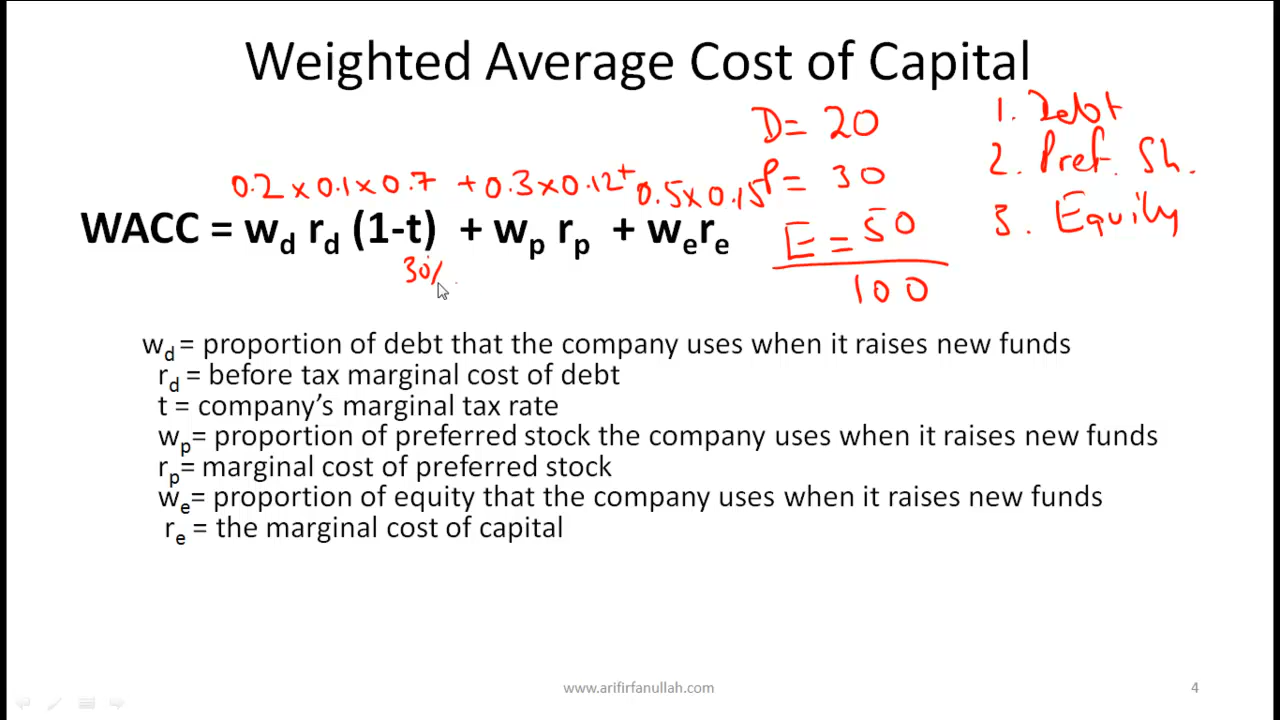 Weighted Average Cost of Capital
D = 20
P = 30
E = 50
100
1. Debt
2. Pref. Sh.
3. Equity
0.2 x 0.1 x 0.7 + 0.3 x 0.12 + 0.5 x 0.15
WACC = wd rd (1-t) + wp rp + were
30%
wd = proportion of debt that the company uses when it raises new funds
rd = before tax marginal cost of debt
t = company’s marginal tax rate
wp= proportion of preferred stock the company uses when it raises new funds
rp= marginal cost of preferred stock
we= proportion of equity that the company uses when it raises new funds
re = the marginal cost of capital
www.arifirfanullah.com
4